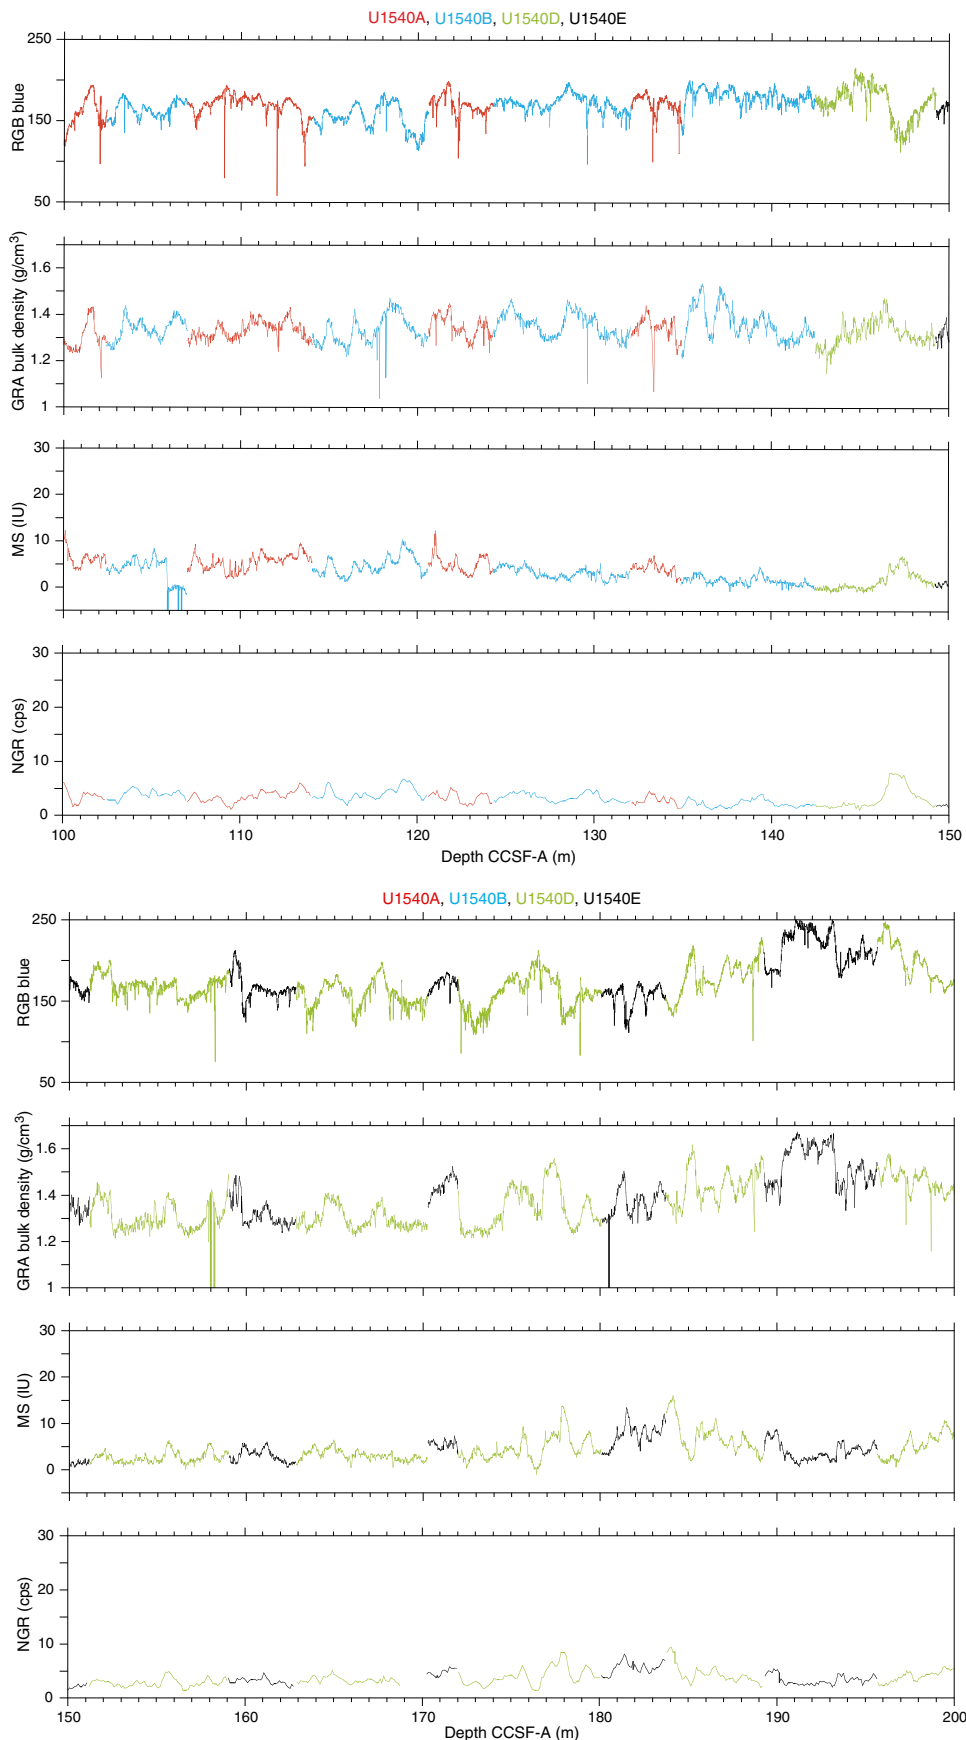 U1540A, U1540B, U1540D, U1540E
250
150
50
RGB blue
1.6
1.4
1.2
1
GRA bulk density (g/cm³)
30
20
10
0
MS (IU)
30
20
10
0
NGR (cps)
100 110 120 130 140 150
Depth CCSF-A (m)
U1540A, U1540B, U1540D, U1540E
250
150
50
RGB blue
1.6
1.4
1.2
1
GRA bulk density (g/cm³)
30
20
10
0
MS (IU)
30
20
10
0
NGR (cps)
150 160 170 180 190 200
Depth CCSF-A (m)